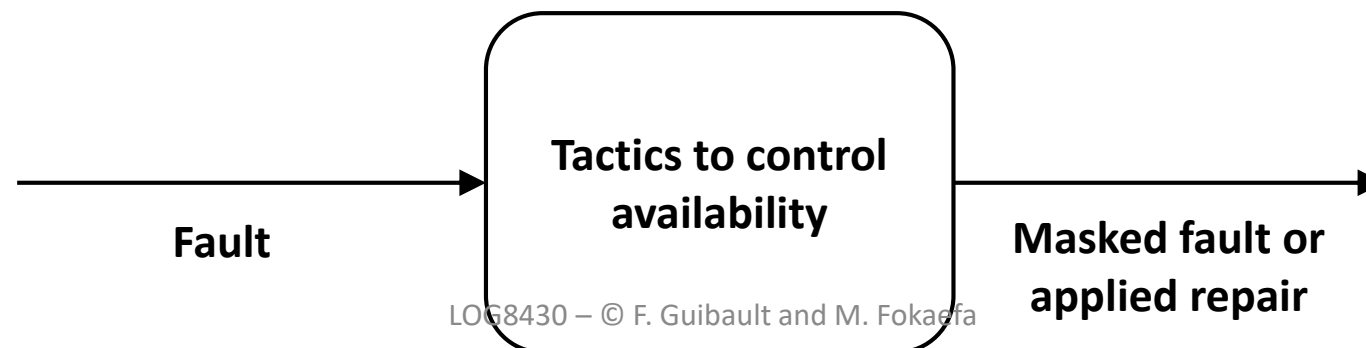 Tactics to control
availability
Fault
Masked fault or
applied repair
LOG8430 – © F. Guibault and M. Fokaefa